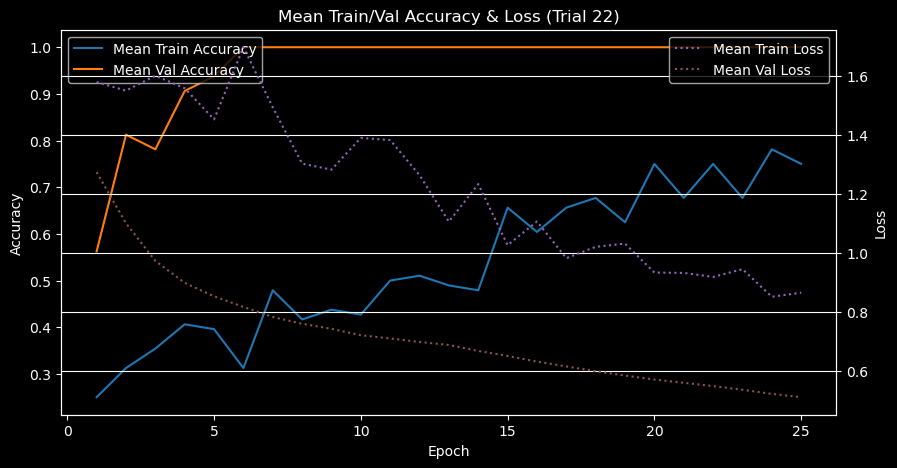 Mean Train/Val Accuracy & Loss (Trial 22)
Mean Train Accuracy
Mean Val Accuracy
Mean Train Loss
Mean Val Loss
1.0
0.9
0.8
0.7
0.6
0.5
0.4
0.3
Accuracy
1.6
1.4
1.2
1.0
0.8
0.6
Loss
0 5 10 15 20 25
Epoch